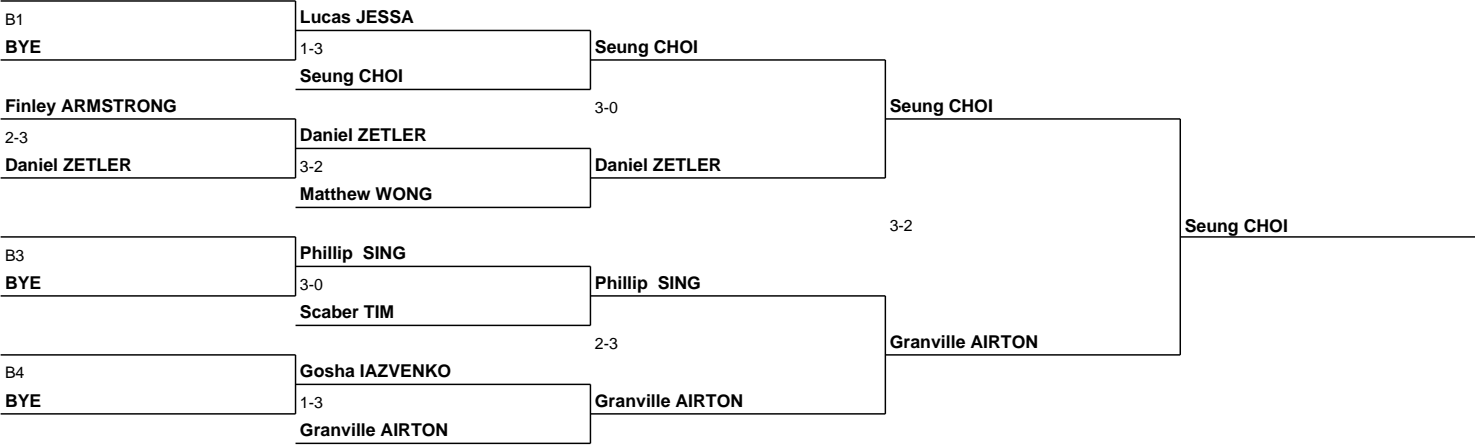 B1
BYE
Finley ARMSTRONG
2-3
Daniel ZETLER
B3
BYE
B4
BYE
Lucas JESSA
1-3
Seung CHOI
Daniel ZETLER
3-2
Matthew WONG
Phillip  SING
3-0
Scaber TIM
Gosha IAZVENKO
1-3
Granville AIRTON
Seung CHOI
3-0
Daniel ZETLER
Phillip  SING
2-3
Granville AIRTON
Seung CHOI
3-2
Granville AIRTON
Seung CHOI